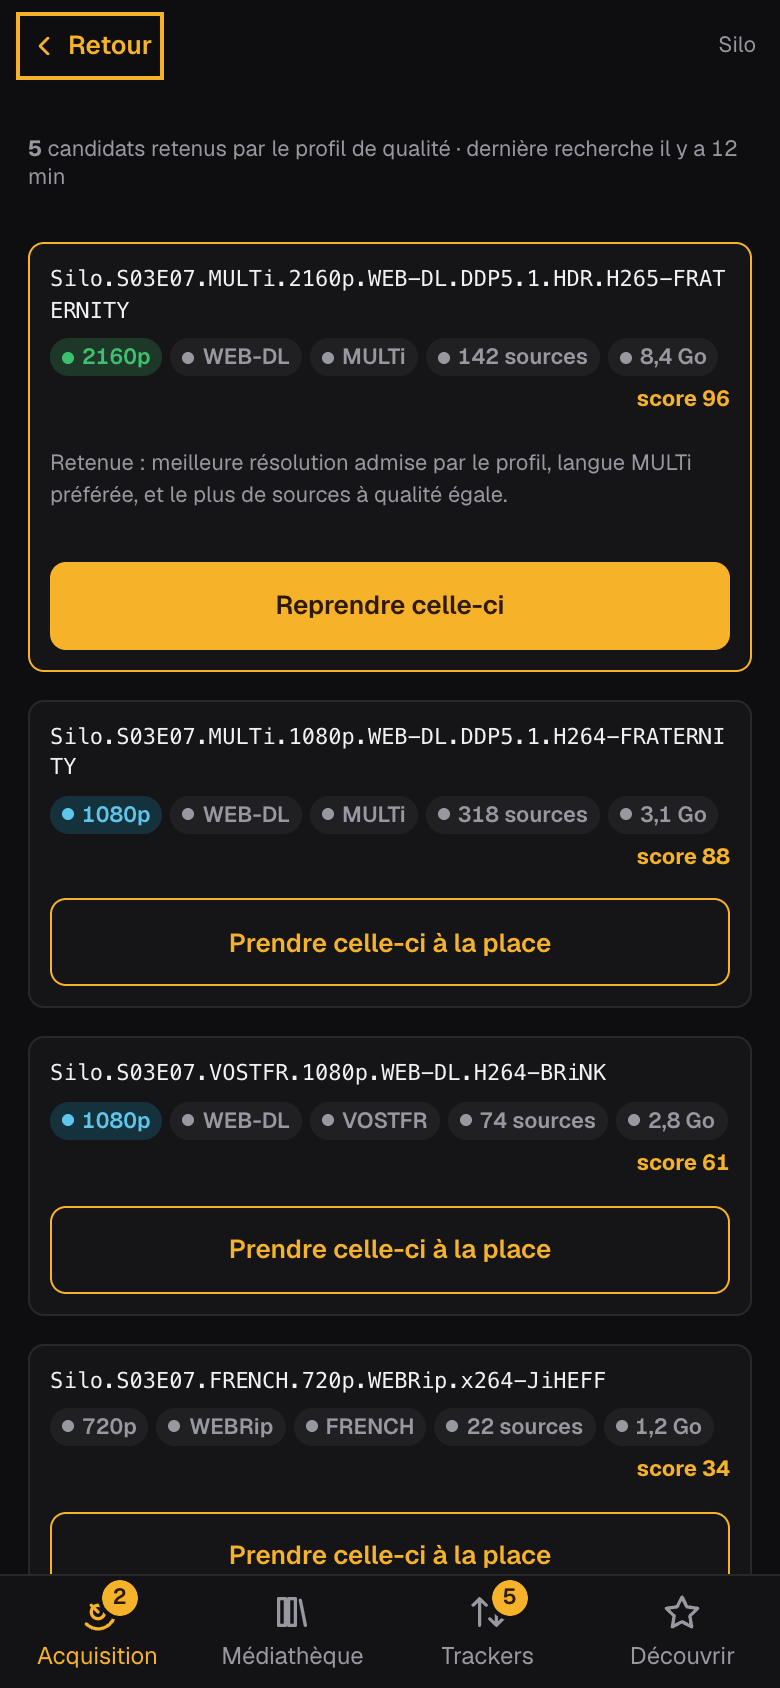 Retour
Silo
5 candidats retenus par le profil de qualité · dernière recherche il y a 12
min
Silo.S03E07.MULTi.2160p.WEB-DL.DDP5.1.HDR.H265-FRAT
ERNITY
2160p WEB-DL MULTi 142 sources 8,4 Go
score 96
Retenue : meilleure résolution admise par le profil, langue MULTi
préférée, et le plus de sources à qualité égale.
Reprendre celle-ci
Silo.S03E07.MULTi.1080p.WEB-DL.DDP5.1.H264-FRATERNI
TY
1080p WEB-DL MULTi 318 sources 3,1 Go
score 88
Prendre celle-ci à la place
Silo.S03E07.VOSTFR.1080p.WEB-DL.H264-BRiNK
1080p WEB-DL VOSTFR 74 sources 2,8 Go
score 61
Prendre celle-ci à la place
Silo.S03E07.FRENCH.720p.WEBRip.x264-JiHEFF
720p WEBRip FRENCH 22 sources 1,2 Go
score 34
Prendre celle-ci à la place
2 5
Acquisition Médiathèque Trackers Découvrir